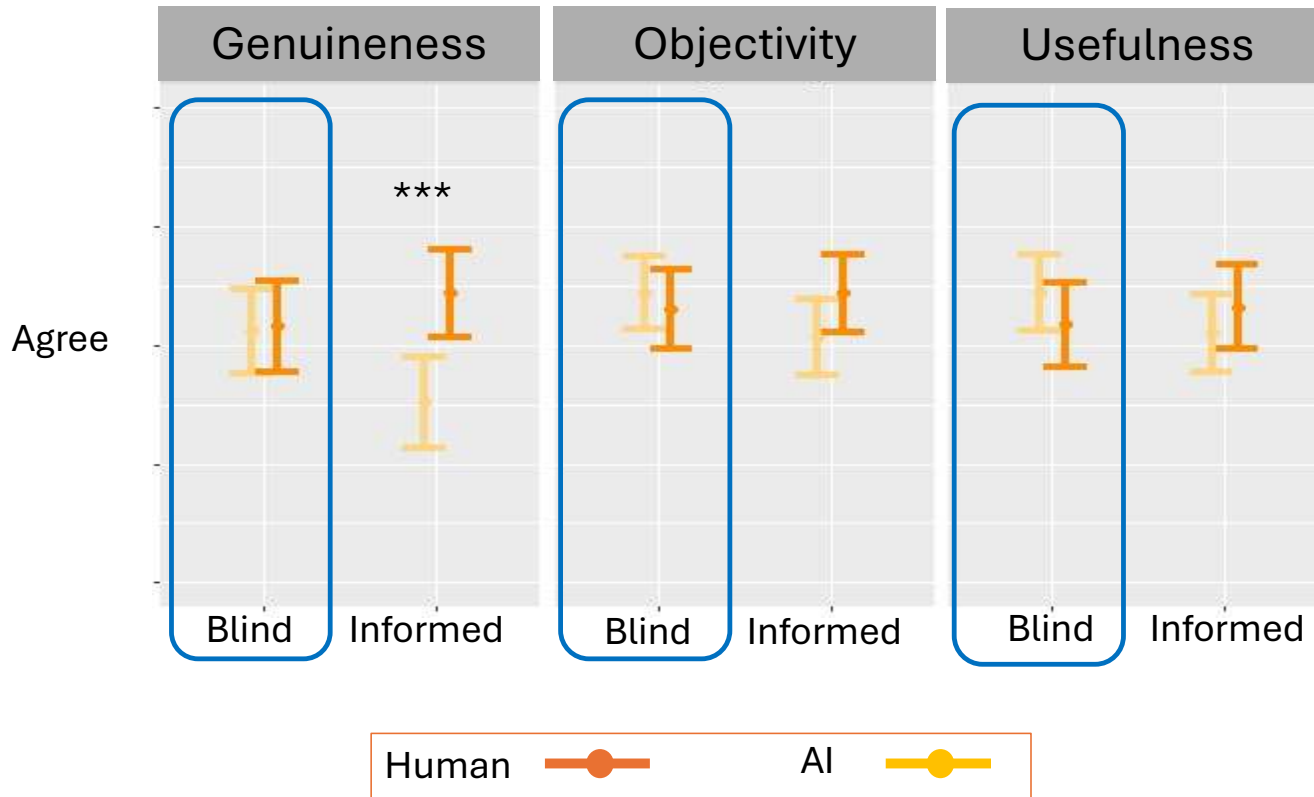 Genuineness Objectivity Usefulness
***
Agree
Blind Informed Blind Informed Blind Informed
Human AI